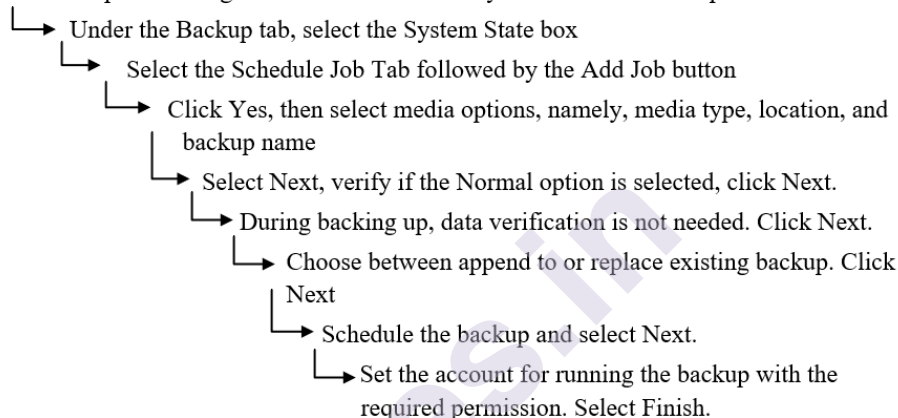 Under the Backup tab, select the System State box
Select the Schedule Job Tab followed by the Add Job button
Click Yes, then select media options, namely, media type, location, and
backup name
Select Next, verify if the Normal option is selected, click Next.
During backing up, data verification is not needed. Click Next.
Choose between append to or replace existing backup. Click
Next
Schedule the backup and select Next.
Set the account for running the backup with the
required permission. Select Finish.